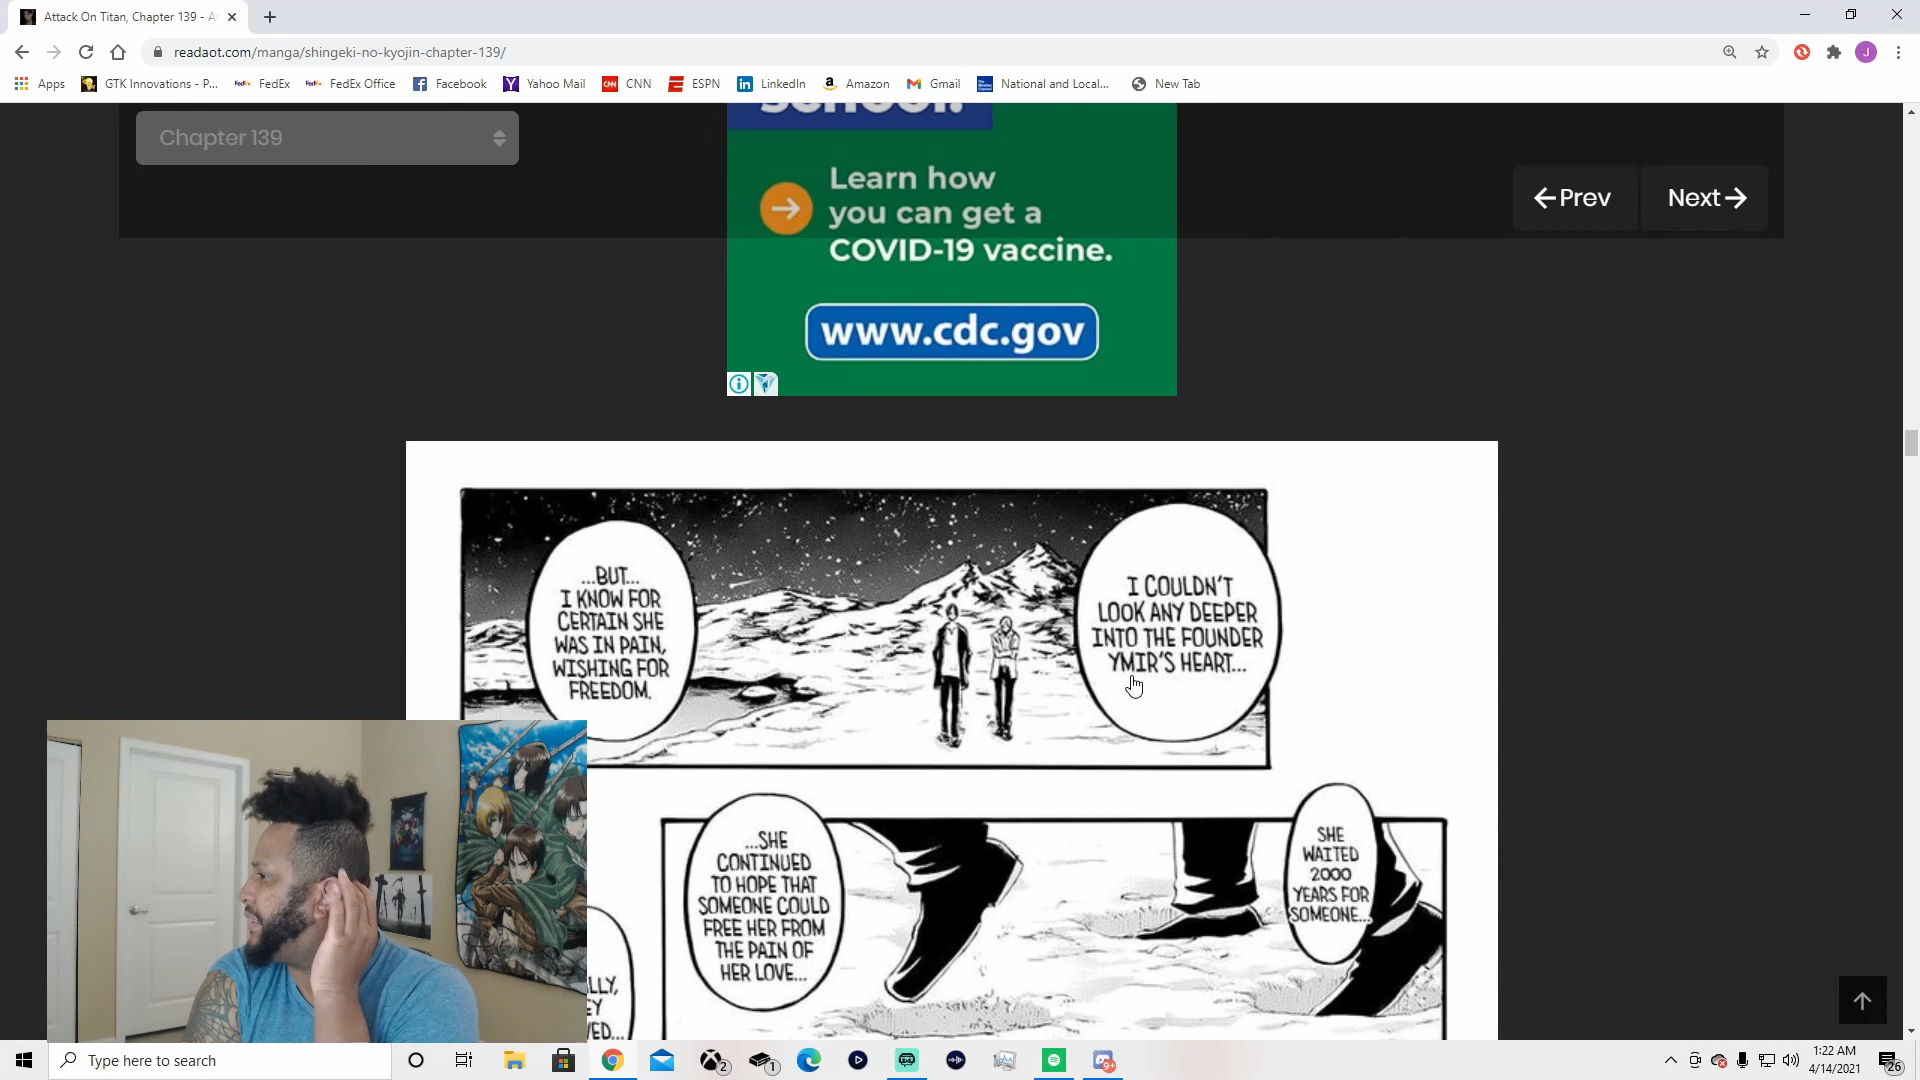 Attack On Titan, Chapter 139 - A
readaot.com/manga/shingeki-no-kyojin-chapter-139/
J
Apps
GTK Innovations - P...
FedEx
FedEx Office
Facebook
Yahoo Mail
CNN
ESPN
LinkedIn
Amazon
Gmail
National and Local...
New Tab
school.
Chapter 139
Learn how
you can get a
COVID-19 vaccine.
www.cdc.gov
←Prev
Next→
I COULDN'T
LOOK ANY DEEPER
INTO THE FOUNDER
YMIR'S HEART...
...BUT...
I KNOW FOR
CERTAIN SHE
WAS IN PAIN,
WISHING FOR
FREEDOM.
SHE
WAITED
2000
YEARS FOR
SOMEONE...
...SHE
CONTINUED
TO HOPE THAT
SOMEONE COULD
FREE HER FROM
THE PAIN OF
HER LOVE...
Type here to search
2
1
9+
1:22 AM
4/14/2021
26